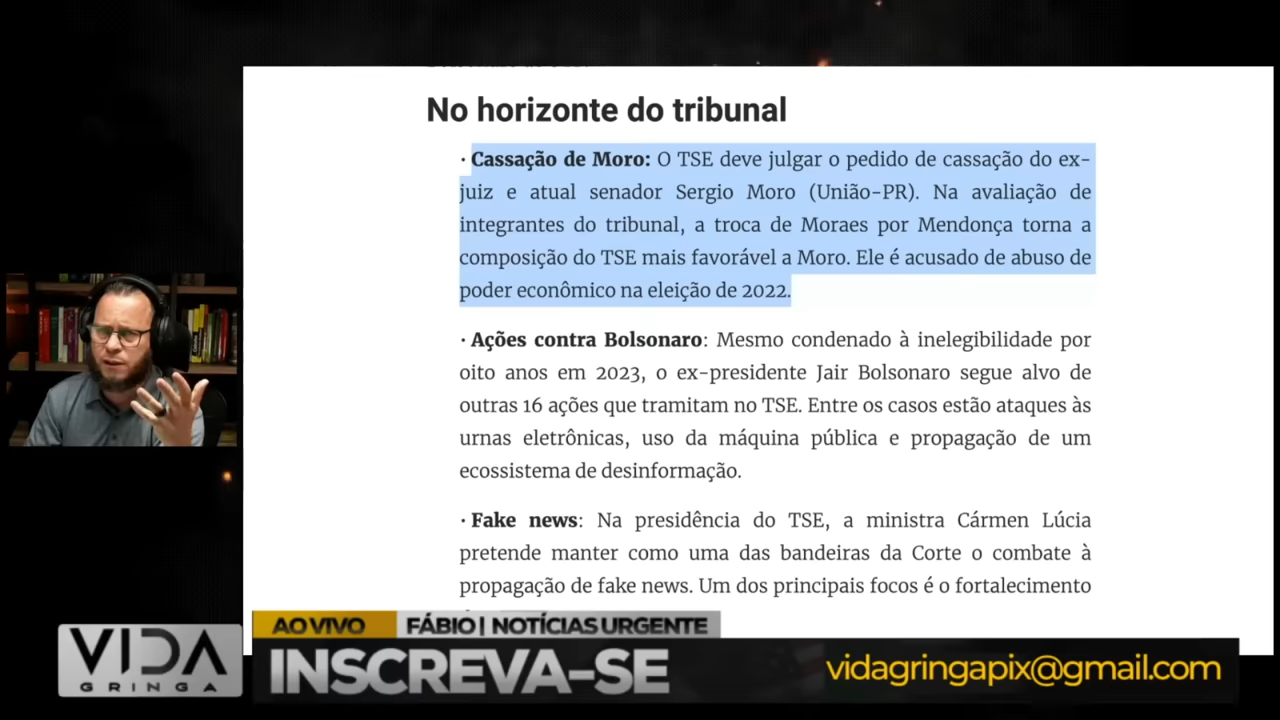 No horizonte do tribunal
· Cassação de Moro: O TSE deve julgar o pedido de cassação do ex-
juiz e atual senador Sergio Moro (União-PR). Na avaliação de
integrantes do tribunal, a troca de Moraes por Mendonça torna a
composição do TSE mais favorável a Moro. Ele é acusado de abuso de
poder econômico na eleição de 2022.
· Ações contra Bolsonaro: Mesmo condenado à inelegibilidade por
oito anos em 2023, o ex-presidente Jair Bolsonaro segue alvo de
outras 16 ações que tramitam no TSE. Entre os casos estão ataques às
urnas eletrônicas, uso da máquina pública e propagação de um
ecossistema de desinformação.
· Fake news: Na presidência do TSE, a ministra Cármen Lúcia
pretende manter como uma das bandeiras da Corte o combate à
propagação de fake news. Um dos principais focos é o fortalecimento
AO VIVO FÁBIO | NOTÍCIAS URGENTE
VIDA
GRINGA
INSCREVA-SE
vidagringapix@gmail.com